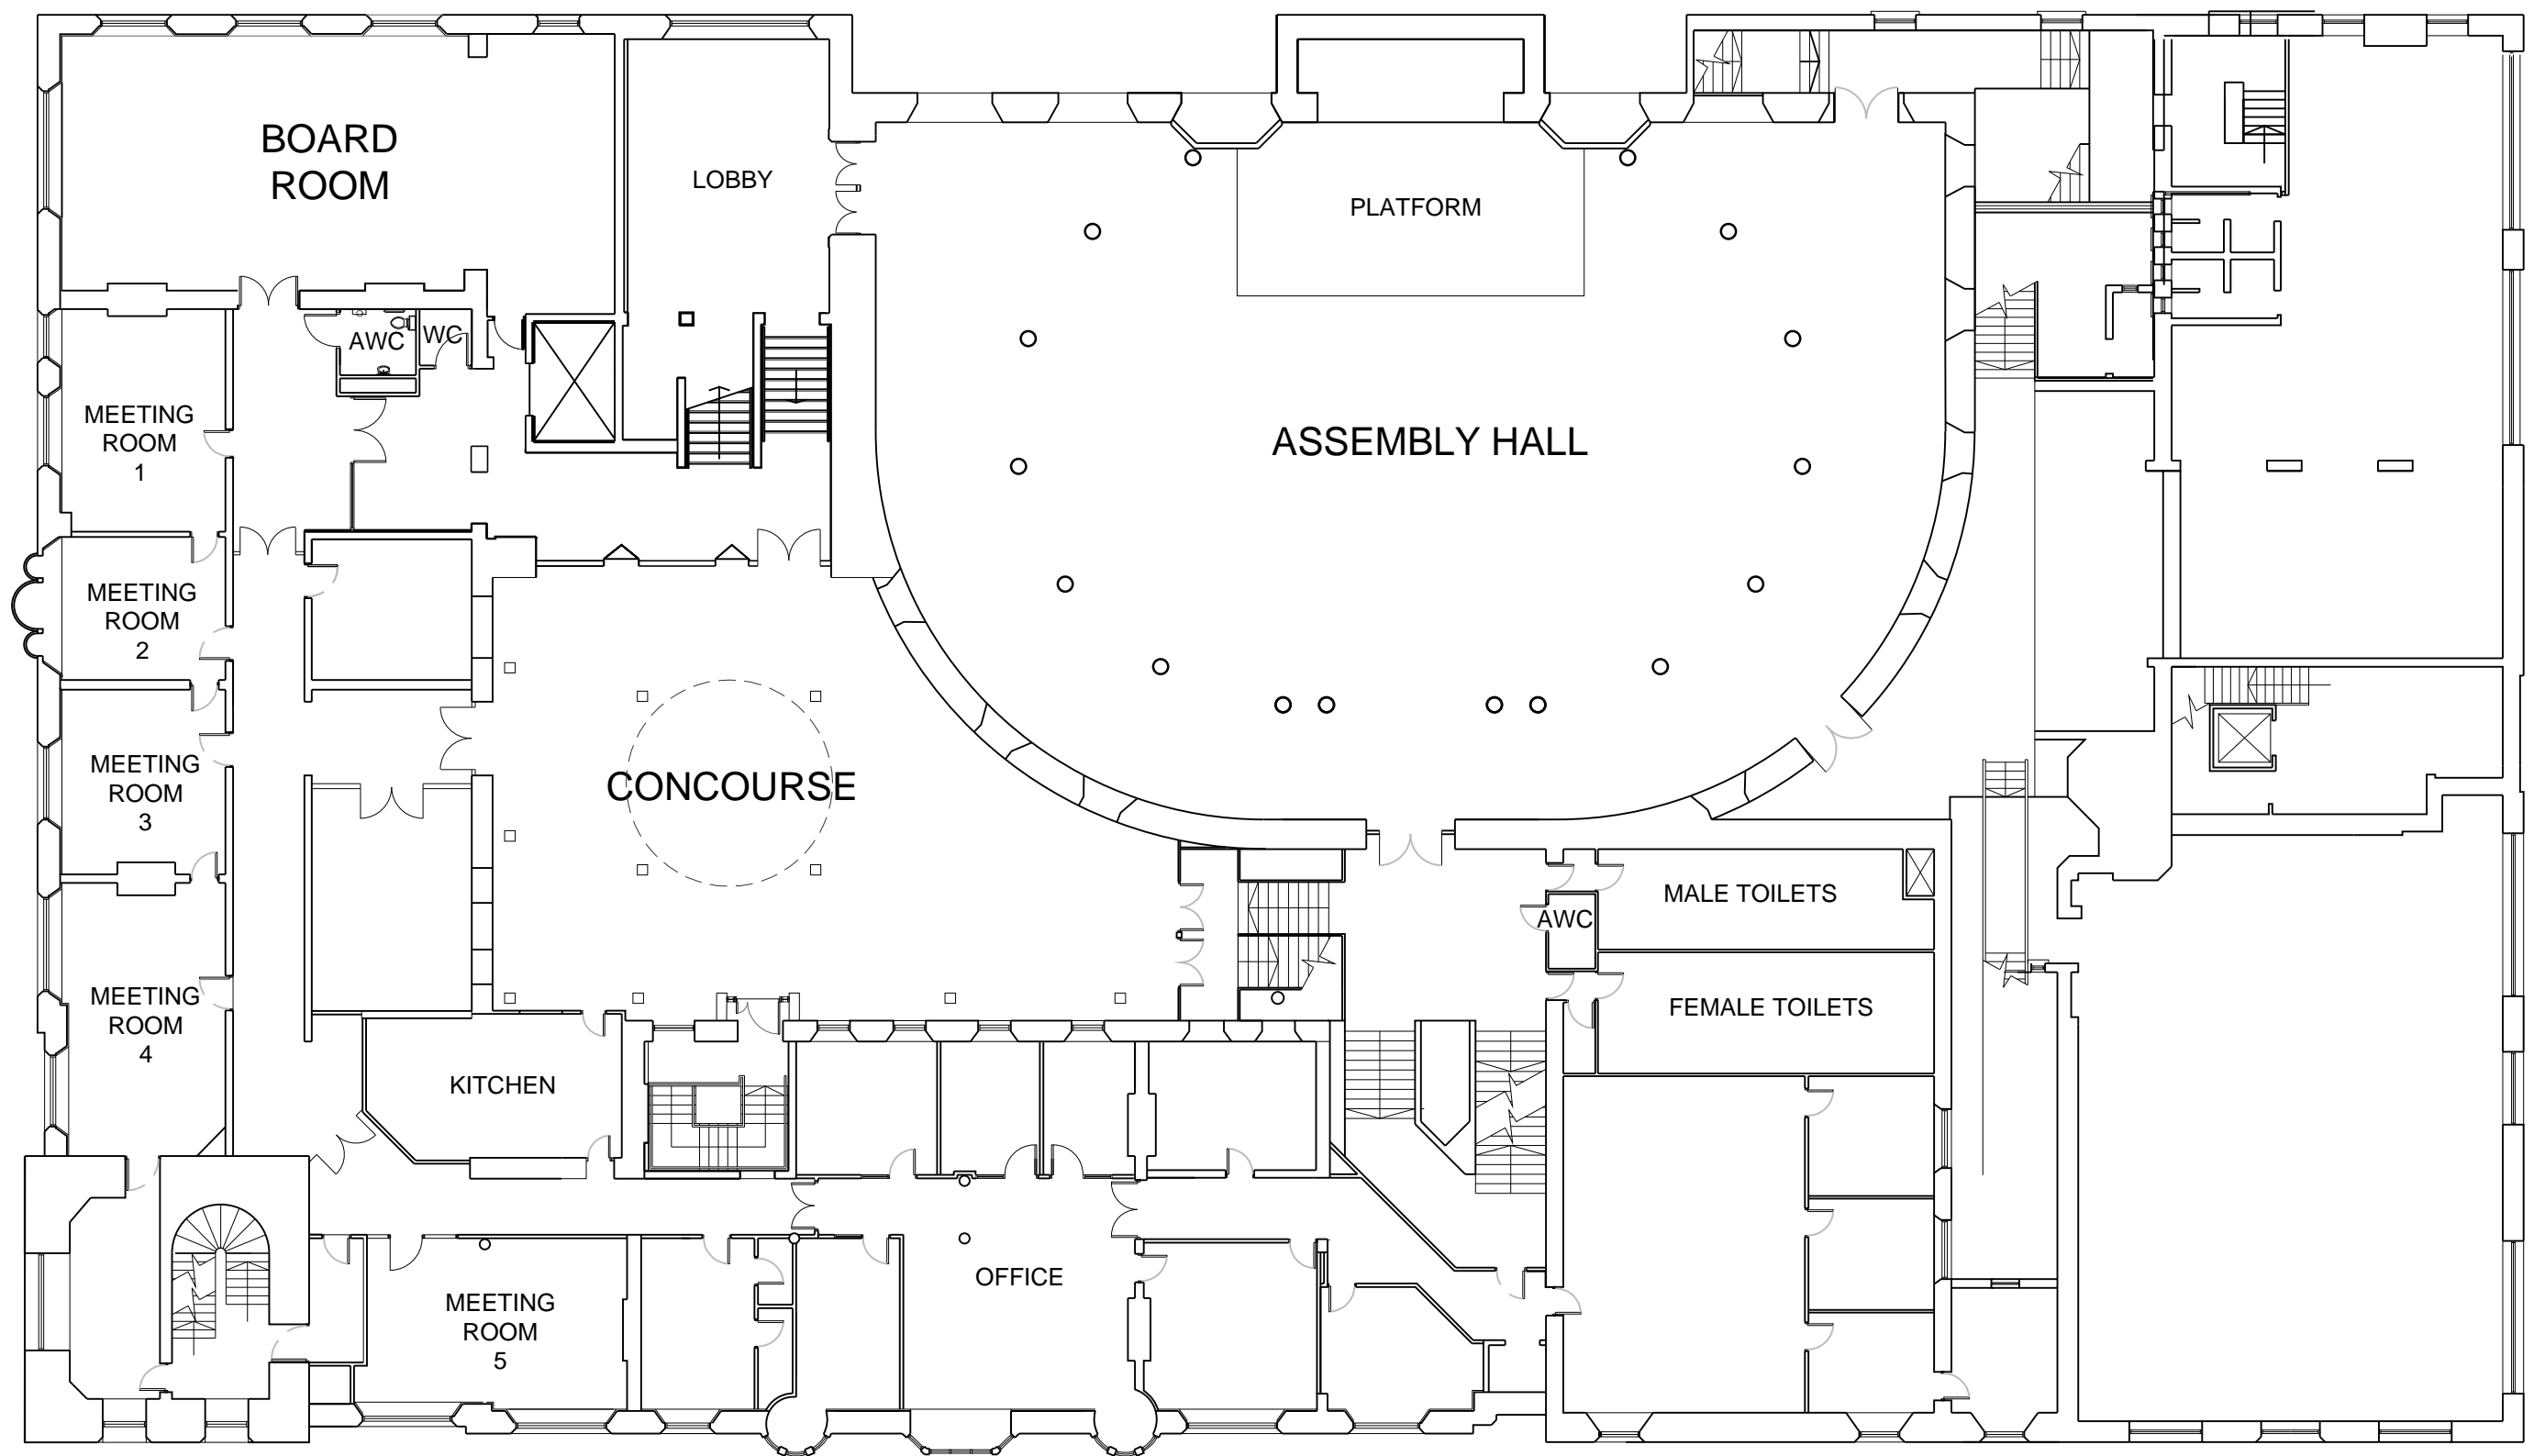 BOARD
ROOM
LOBBY
PLATFORM
AWC
WC
MEETING
ROOM
1
ASSEMBLY HALL
MEETING
ROOM
2
MEETING
ROOM
3
CONCOURSE
MALE TOILETS
AWC
MEETING
ROOM
4
FEMALE TOILETS
KITCHEN
OFFICE
MEETING
ROOM
5